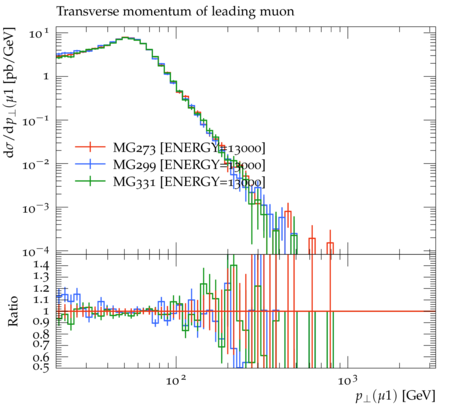 Transverse momentum of leading muon
dσ/dp⊥(μ1) [pb/GeV]
10¹
1
10⁻¹
10⁻²
10⁻³
10⁻⁴
MG273 [ENERGY=13000]
MG299 [ENERGY=13000]
MG331 [ENERGY=13000]
Ratio
1.4
1.3
1.2
1.1
1
0.9
0.8
0.7
0.6
0.5
10²
10³
p⊥(μ1) [GeV]